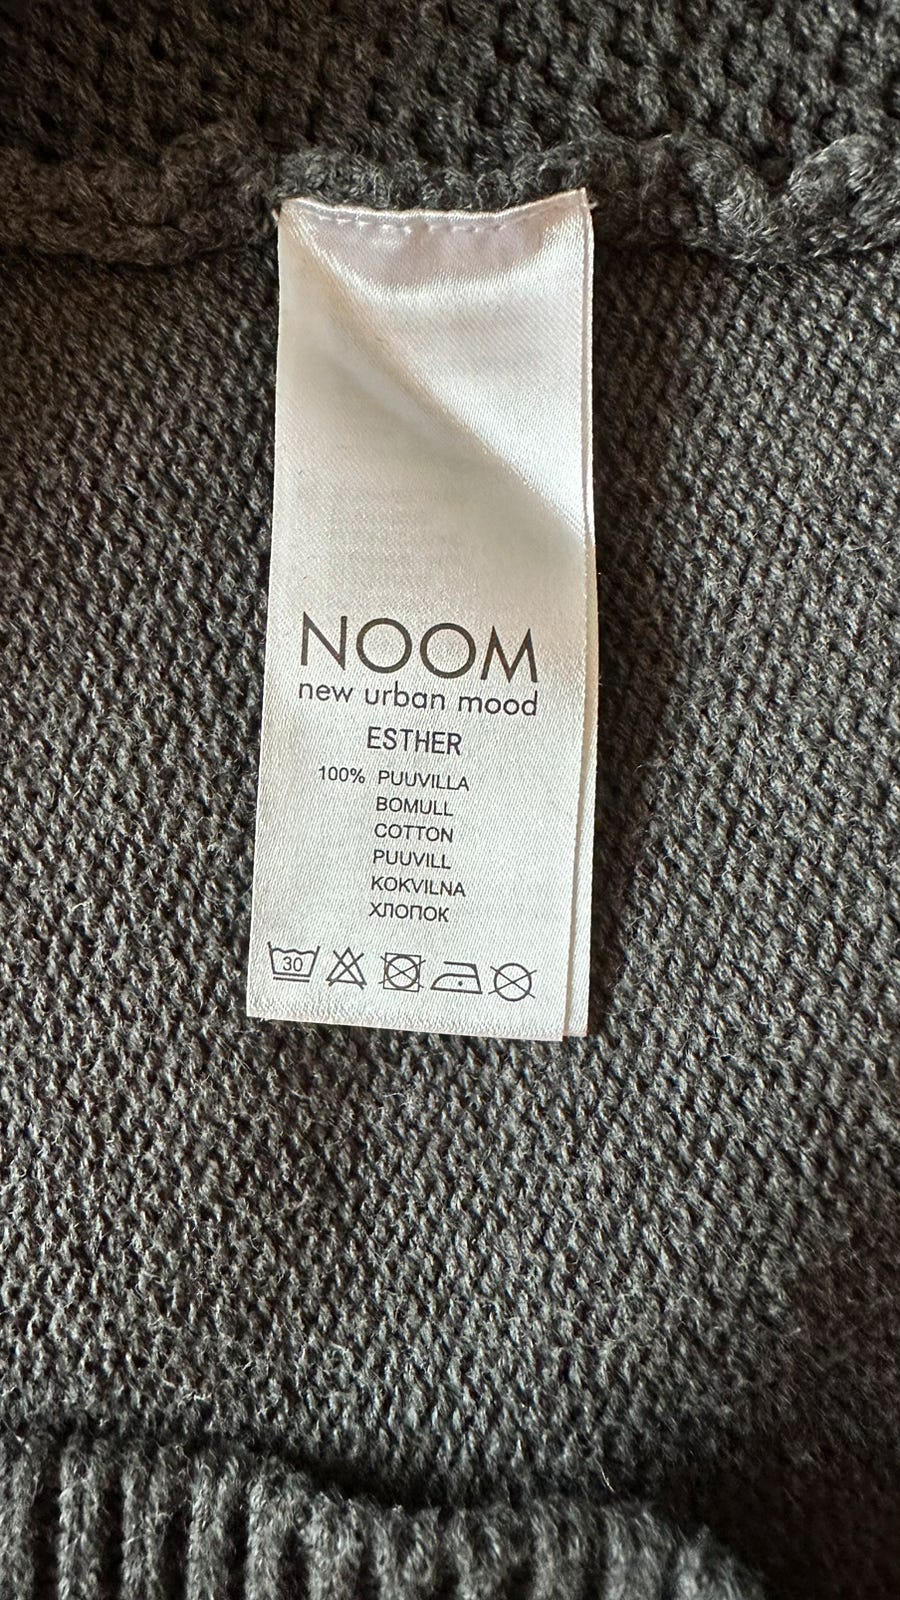 NOOM
new urban mood
ESTHER
100% PUUVILLA
BOMULL
COTTON
PUUVILL
KOKVILNA
ХЛОПОК
30